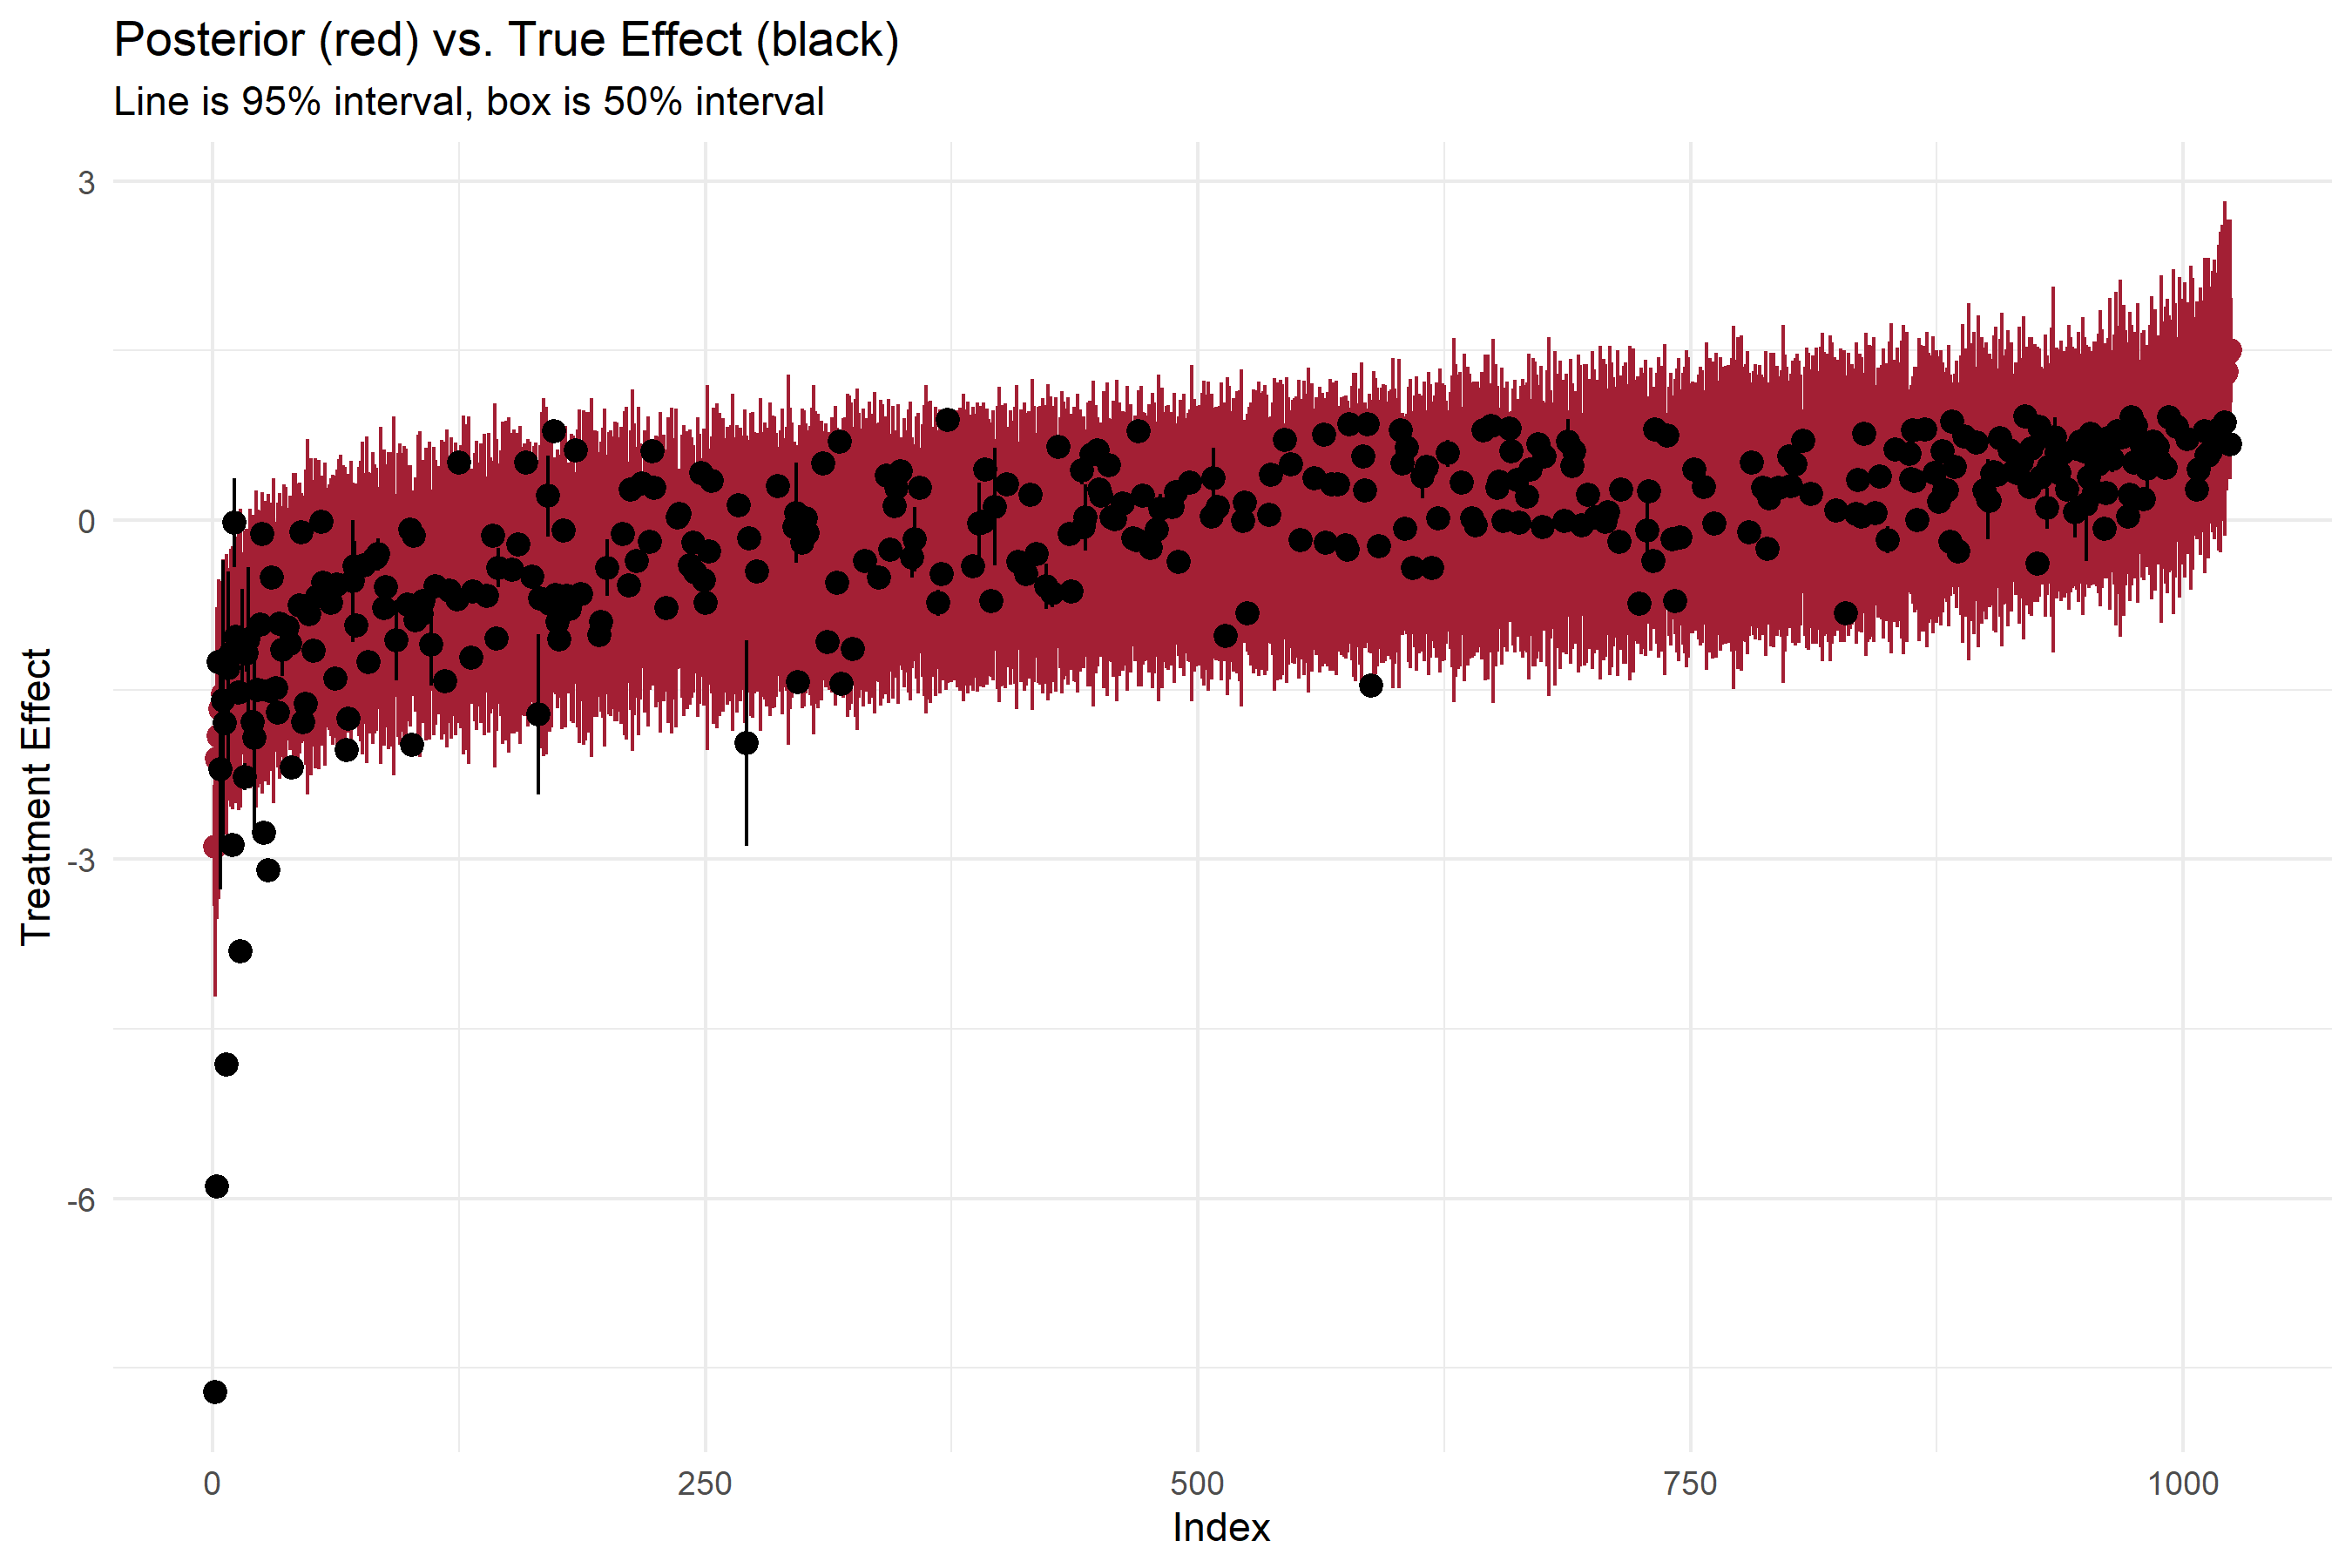 Posterior (red) vs. True Effect (black)
Line is 95% interval, box is 50% interval
Treatment Effect
3
0
-3
-6
0
250
500
750
1000
Index